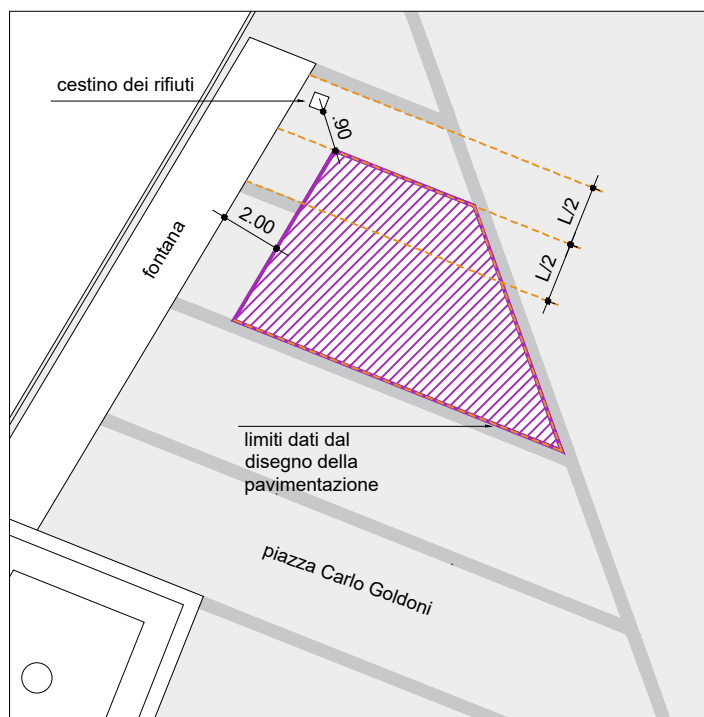 cestino dei rifiuti
.90
L/2
2.00
L/2
fontana
limiti dati dal
disegno della
pavimentazione
piazza Carlo Goldoni